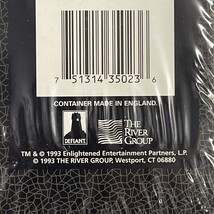 7 51314 35023 6
CONTAINER MADE IN ENGLAND.
DEFIANT
THE
RIVER
GROUP
TM & © 1993 Enlightened Entertainment Partners, L.P.
© 1993 THE RIVER GROUP, Westport, CT 06880